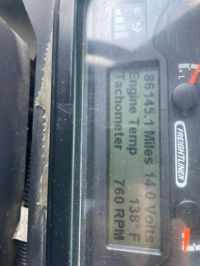 86145.1 Miles 14.0 Volts
Engine Temp 138° F
Tachometer 760 RPM
FREIGHTLINER